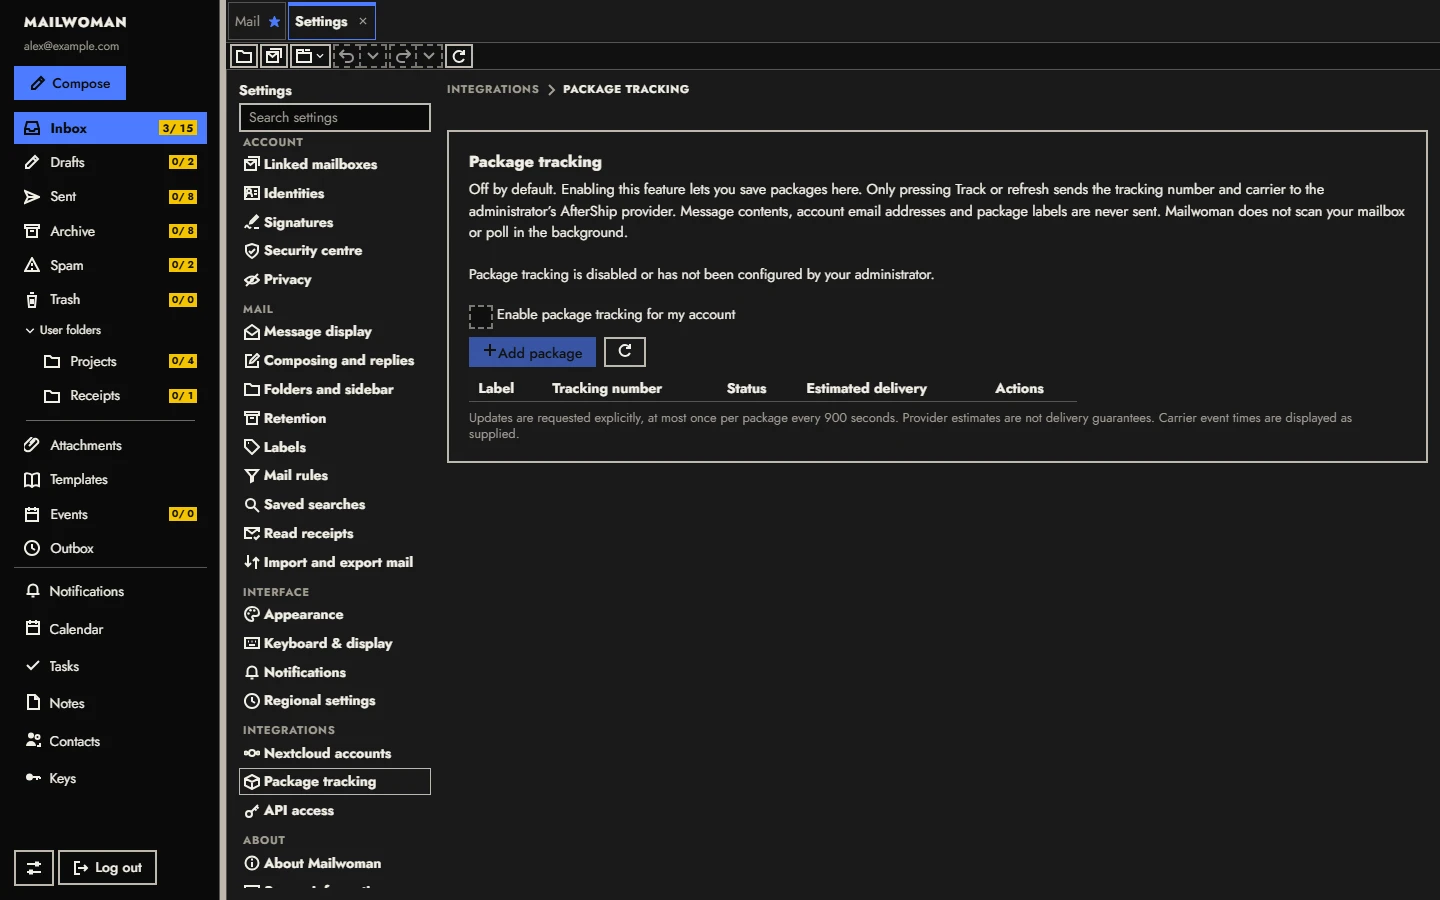 MAILWOMAN
alex@example.com
Compose
Inbox 3/ 15
Drafts 0/ 2
Sent 0/ 8
Archive 0/ 8
Spam 0/ 2
Trash 0/ 0
User folders
Projects 0/ 4
Receipts 0/ 1
Attachments
Templates
Events 0/ 0
Outbox
Notifications
Calendar
Tasks
Notes
Contacts
Keys
Log out
Mail
Settings ×
Settings
Search settings
ACCOUNT
Linked mailboxes
Identities
Signatures
Security centre
Privacy
MAIL
Message display
Composing and replies
Folders and sidebar
Retention
Labels
Mail rules
Saved searches
Read receipts
Import and export mail
INTERFACE
Appearance
Keyboard & display
Notifications
Regional settings
INTEGRATIONS
Nextcloud accounts
Package tracking
API access
ABOUT
About Mailwoman
INTEGRATIONS > PACKAGE TRACKING
Package tracking
Off by default. Enabling this feature lets you save packages here. Only pressing Track or refresh sends the tracking number and carrier to the
administrator's AfterShip provider. Message contents, account email addresses and package labels are never sent. Mailwoman does not scan your mailbox
or poll in the background.
Package tracking is disabled or has not been configured by your administrator.
Enable package tracking for my account
+ Add package
Label Tracking number Status Estimated delivery Actions
Updates are requested explicitly, at most once per package every 900 seconds. Provider estimates are not delivery guarantees. Carrier event times are displayed as
supplied.